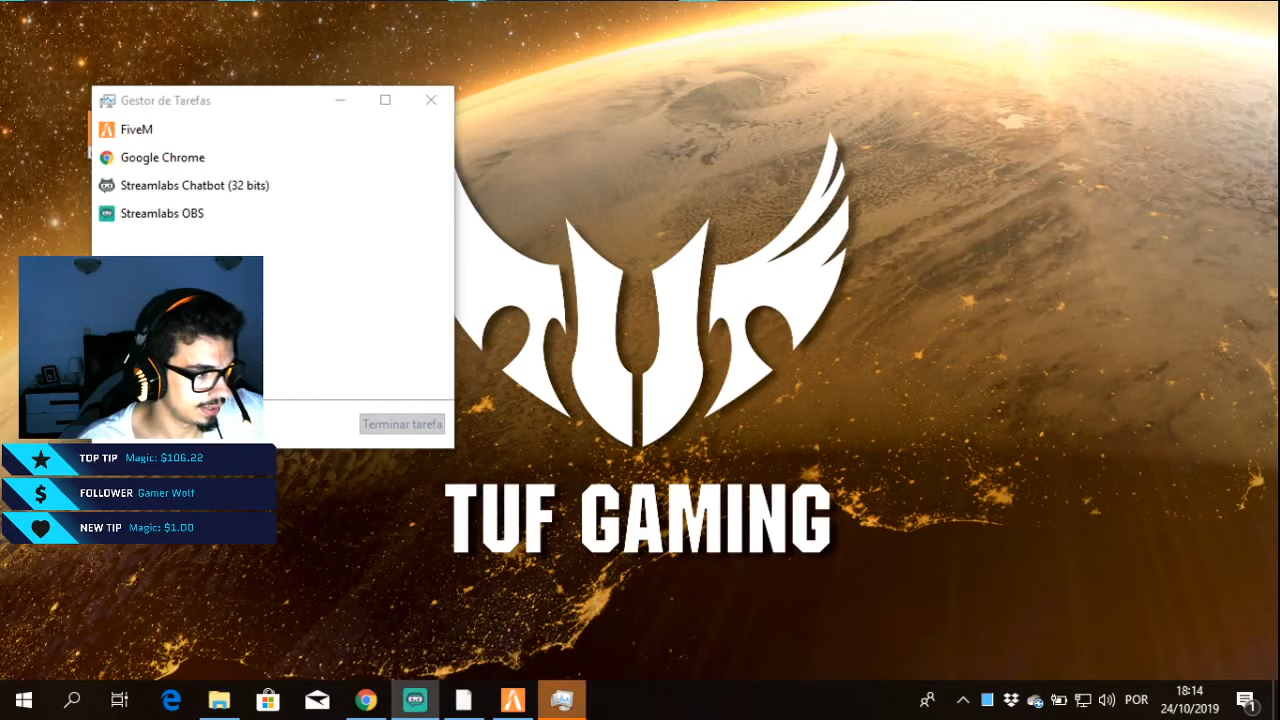 Gestor de Tarefas
FiveM
Google Chrome
Streamlabs Chatbot (32 bits)
Streamlabs OBS
Terminar tarefa
TOP TIP Magic: $106.22
FOLLOWER Gamer Wolf
NEW TIP Magic: $1.00
TUF GAMING
POR
18:14
24/10/2019
1